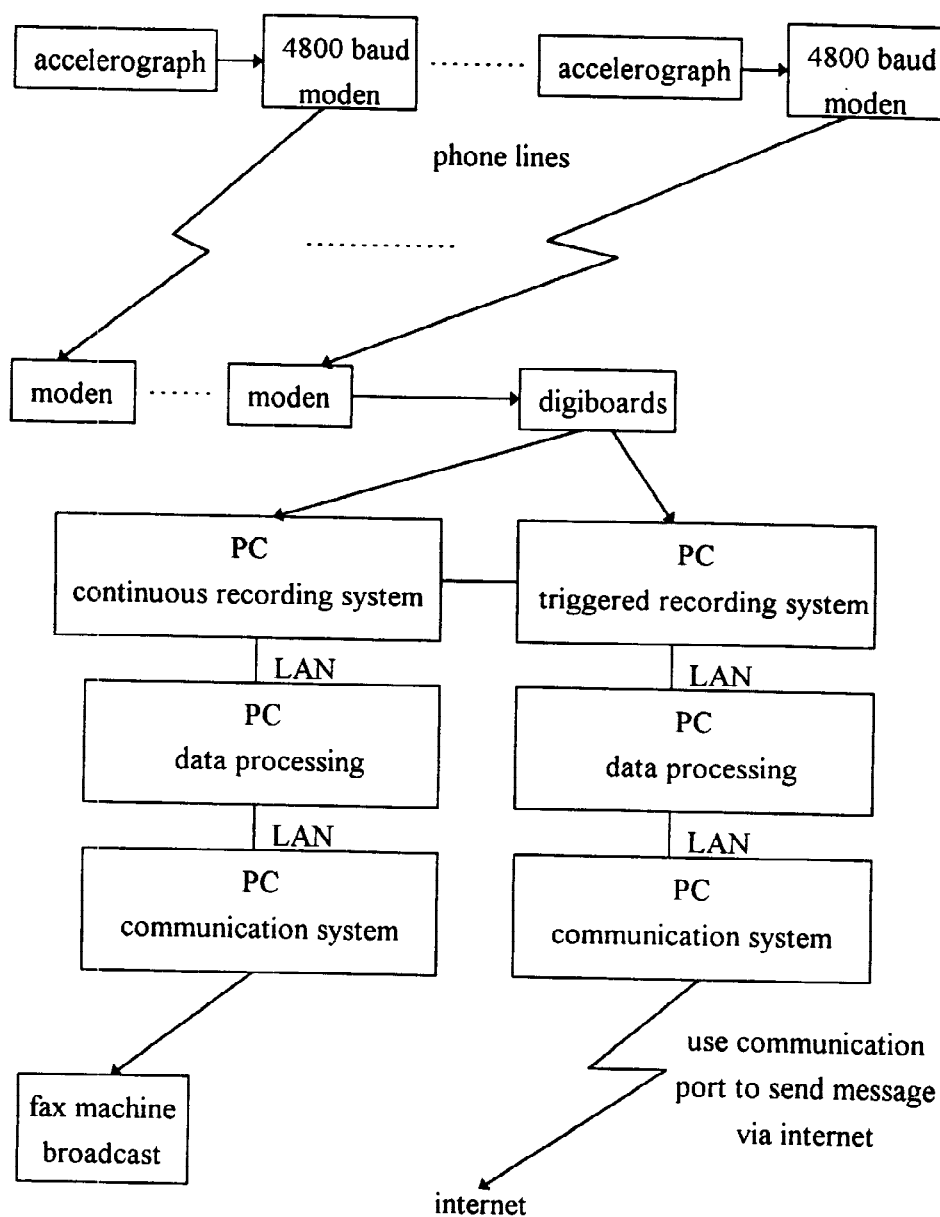 accelerograph
4800 baud
moden
accelerograph
4800 baud
moden
phone lines
moden
moden
digiboards
PC
continuous recording system
PC
triggered recording system
LAN
LAN
PC
data processing
PC
data processing
LAN
LAN
PC
communication system
PC
communication system
use communication
port to send message
via internet
fax machine
broadcast
internet